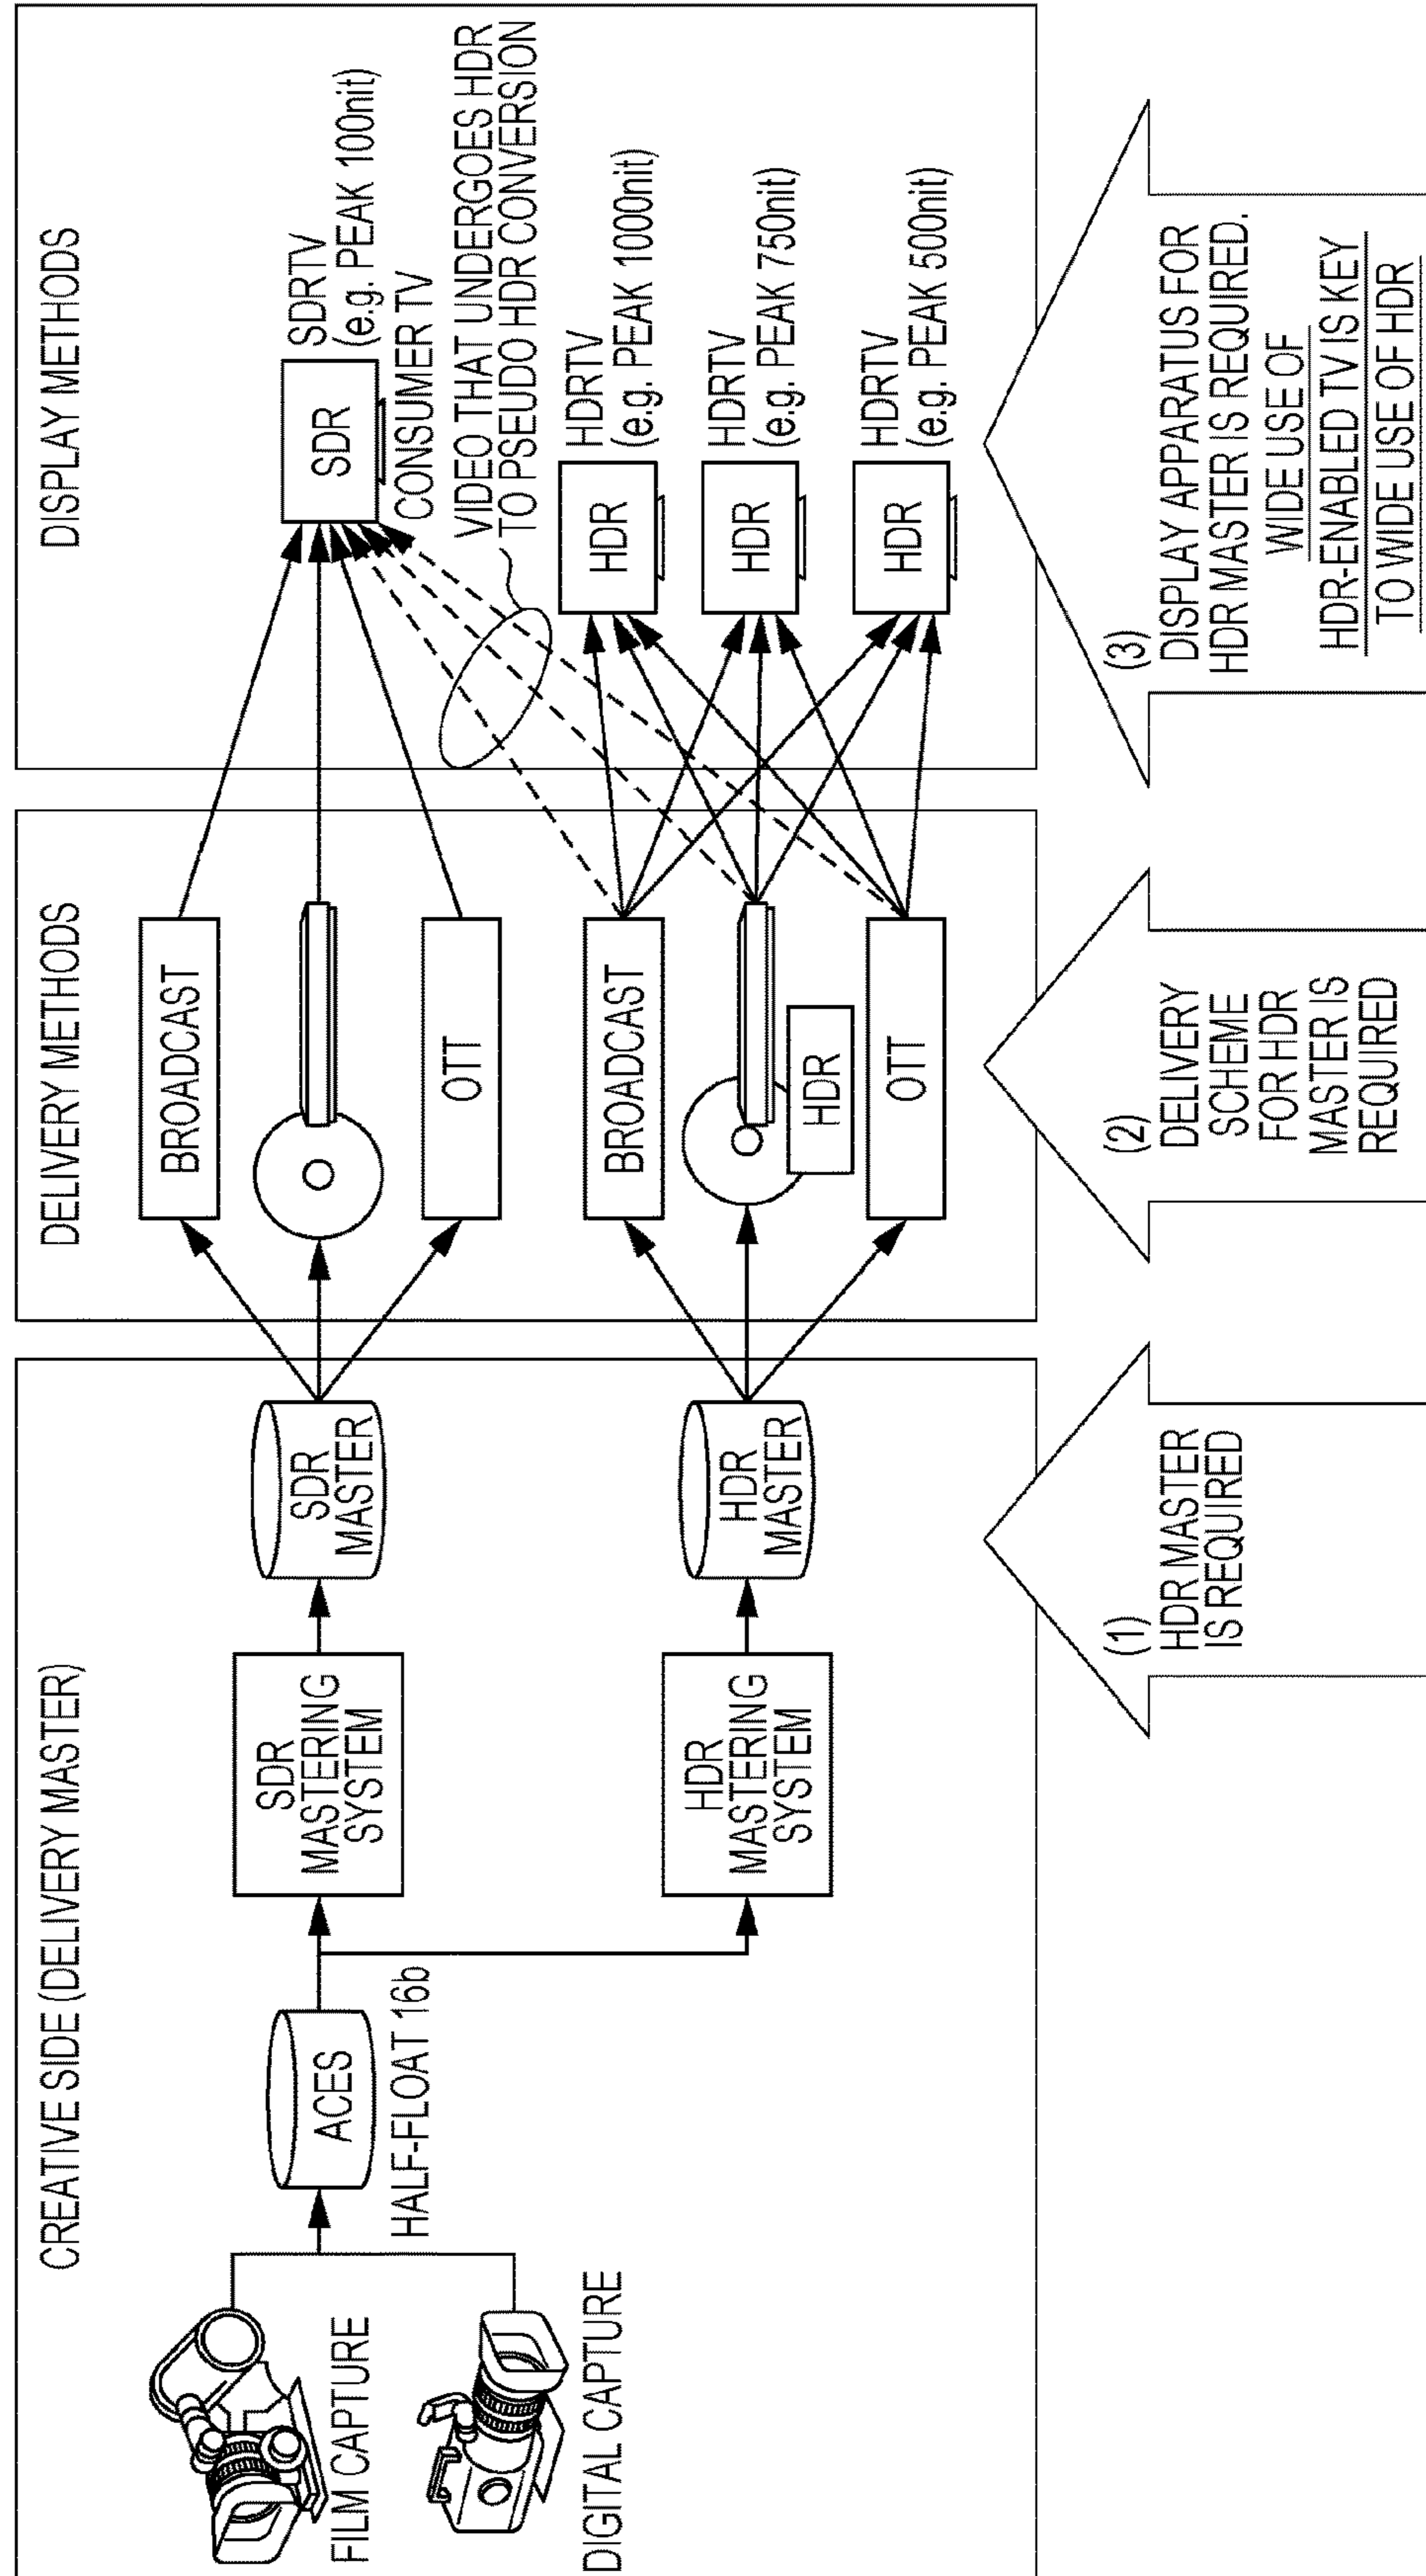 CREATIVE SIDE (DELIVERY MASTER)
FILM CAPTURE
DIGITAL CAPTURE
ACES
HALF-FLOAT 16b
SDR
MASTERING
SYSTEM
SDR
MASTER
HDR
MASTERING
SYSTEM
HDR
MASTER
(1)
HDR MASTER
IS REQUIRED
DELIVERY METHODS
BROADCAST
OTT
BROADCAST
HDR
OTT
(2)
DELIVERY
SCHEME
FOR HDR
MASTER IS
REQUIRED
DISPLAY METHODS
SDR
SDRTV
(e.g. PEAK 100nit)
CONSUMER TV
VIDEO THAT UNDERGOES HDR
TO PSEUDO HDR CONVERSION
HDR
HDRTV
(e.g. PEAK 1000nit)
HDR
HDRTV
(e.g. PEAK 750nit)
HDR
HDRTV
(e.g. PEAK 500nit)
(3)
DISPLAY APPARATUS FOR
HDR MASTER IS REQUIRED.
WIDE USE OF
HDR-ENABLED TV IS KEY
TO WIDE USE OF HDR